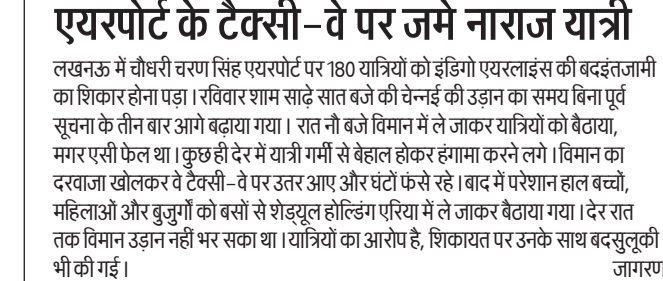 एयरपोर्ट के टैक्सी-वे पर जमे नाराज यात्री
लखनऊ में चौधरी चरण सिंह एयरपोर्ट पर 180 यात्रियों को इंडिगो एयरलाइंस की बदइंतजामी
का शिकार होना पड़ा। रविवार शाम साढ़े सात बजे की चेन्नई की उड़ान का समय बिना पूर्व
सूचना के तीन बार आगे बढ़ाया गया। रात नौ बजे विमान में ले जाकर यात्रियों को बैठाया,
मगर एसी फेल था। कुछ ही देर में यात्री गर्मी से बेहाल होकर हंगामा करने लगे। विमान का
दरवाजा खोलकर वे टैक्सी-वे पर उतर आए और घंटों फंसे रहे। बाद में परेशान हाल बच्चों,
महिलाओं और बुजुर्गों को बसों से शेड्यूल होल्डिंग एरिया में ले जाकर बैठाया गया। देर रात
तक विमान उड़ान नहीं भर सका था। यात्रियों का आरोप है, शिकायत पर उनके साथ बदसुलूकी
भी की गई। जागरण